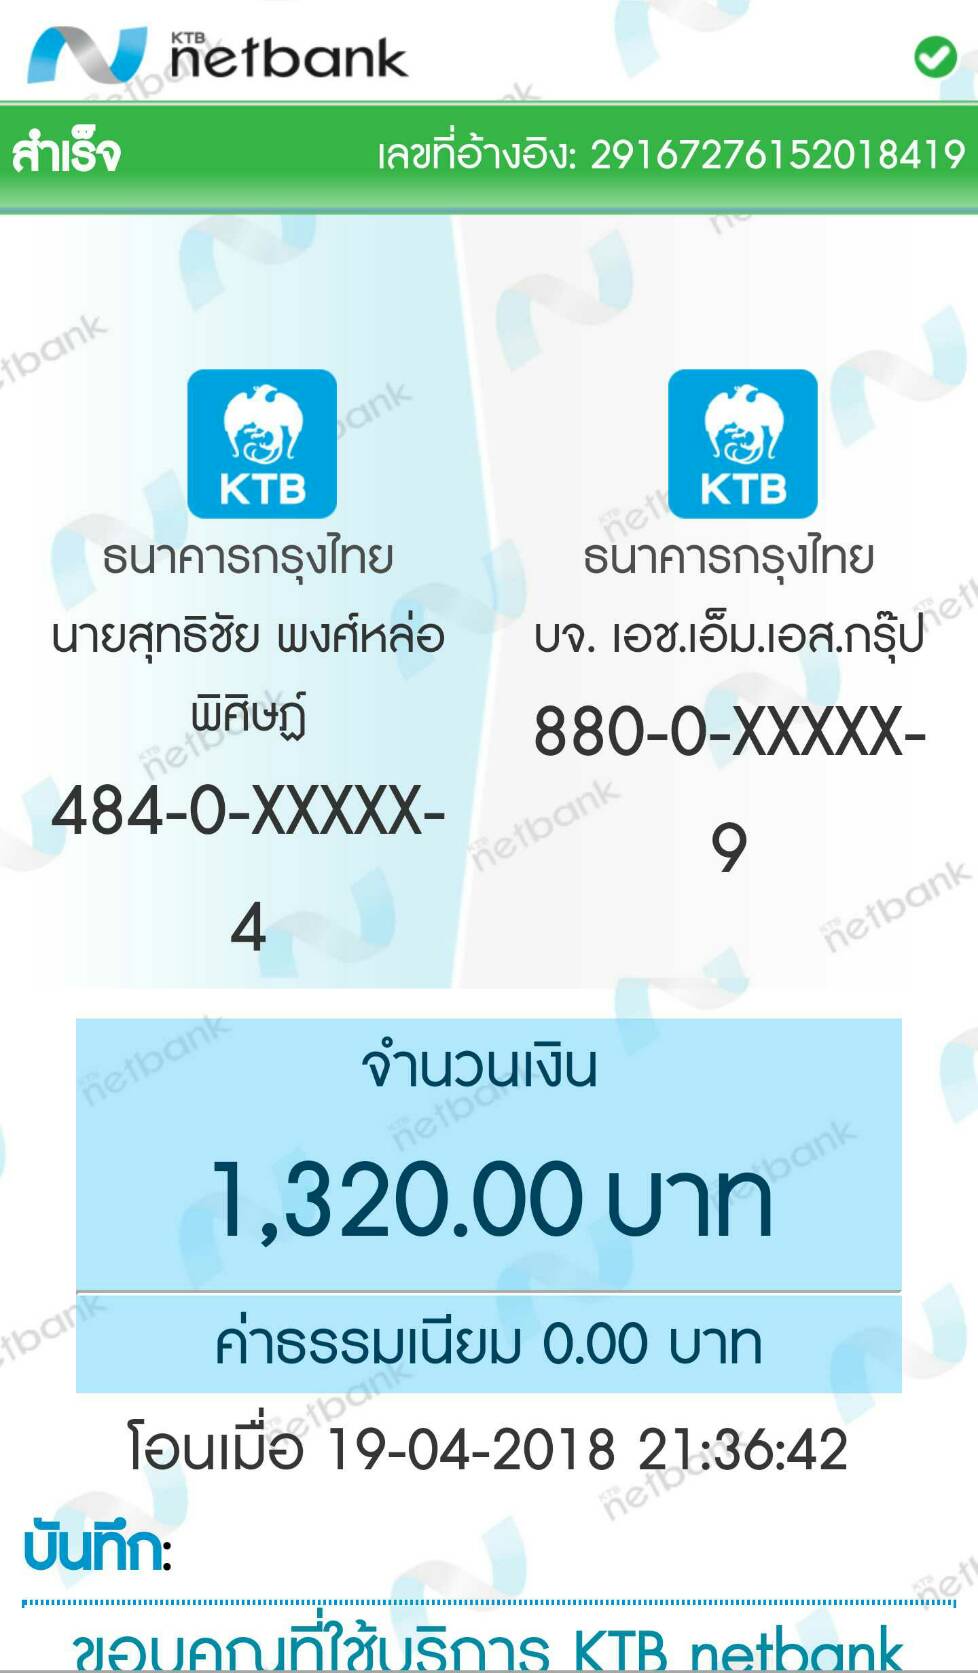 KTB
netbank
สำเร็จ เลขที่อ้างอิง: 29167276152018419
KTB KTB
ธนาคารกรุงไทย ธนาคารกรุงไทย
นายสุทธิชัย พงศ์หล่อ บจ. เอช.เอ็ม.เอส.กรุ๊ป
พิศิษฏ์ 880-0-XXXXX-
484-0-XXXXX- 9
4
จำนวนเงิน
1,320.00 บาท
ค่าธรรมเนียม 0.00 บาท
โอนเมื่อ 19-04-2018 21:36:42
บันทึก:
ขอบคุณที่ใช้บริการ KTB netbank